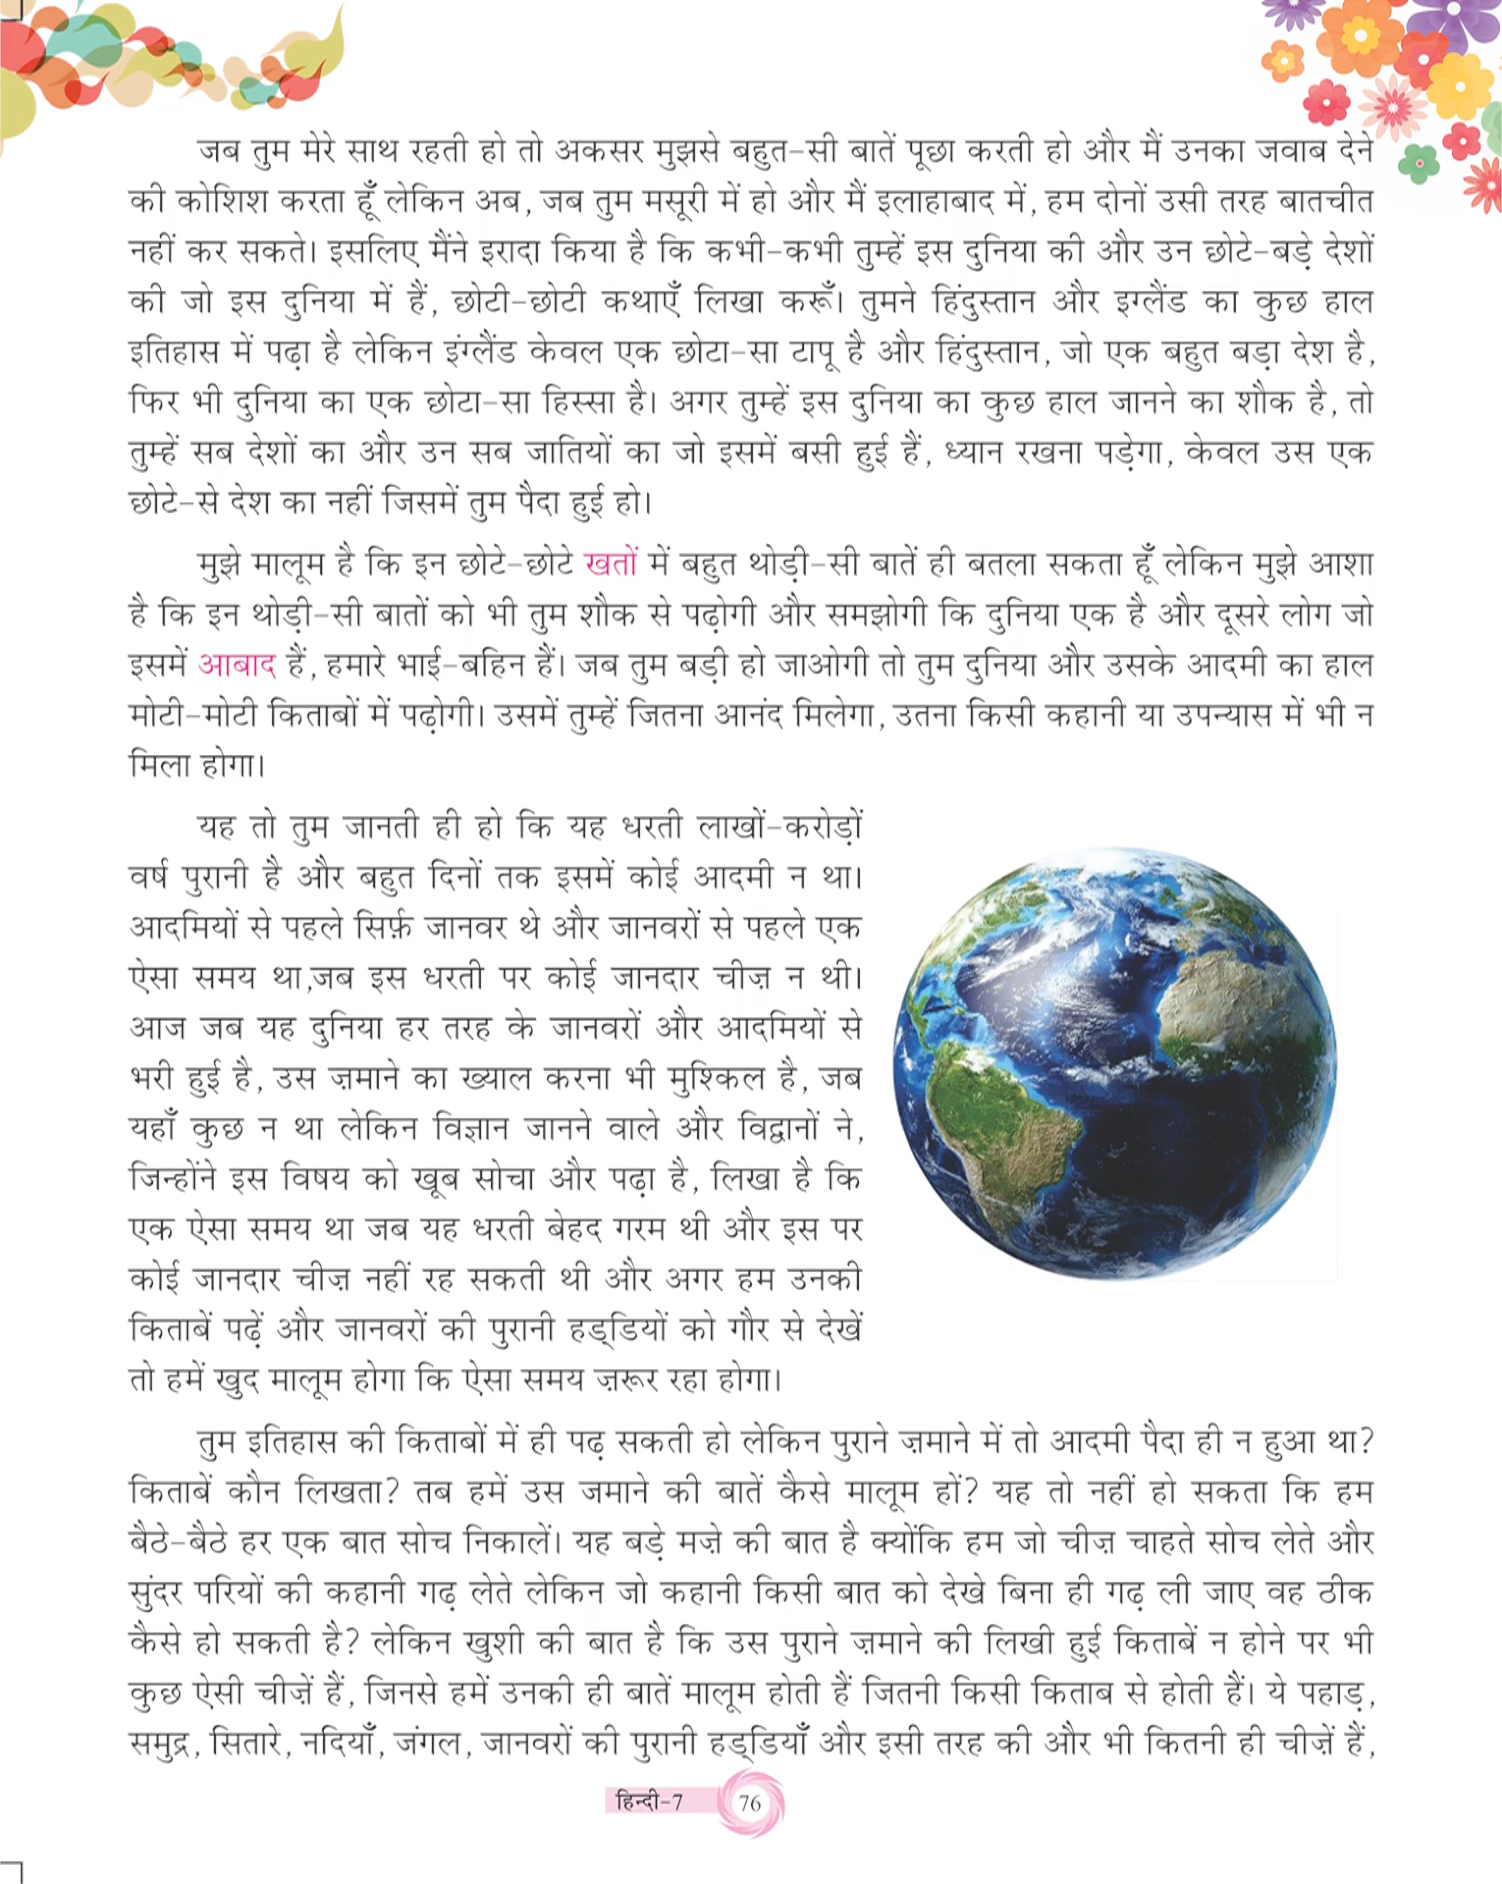 जब तुम मेरे साथ रहती हो तो अकसर मुझसे बहुत-सी बातें पूछा करती हो और मैं उनका जवाब देने
की कोशिश करता हूँ लेकिन अब, जब तुम मसूरी में हो और मैं इलाहाबाद में, हम दोनों उसी तरह बातचीत
नहीं कर सकते। इसलिए मैंने इरादा किया है कि कभी-कभी तुम्हें इस दुनिया की और उन छोटे-बड़े देशों
की जो इस दुनिया में हैं, छोटी-छोटी कथाएँ लिखा करूँ। तुमने हिंदुस्तान और इग्लैंड का कुछ हाल
इतिहास में पढ़ा है लेकिन इंग्लैंड केवल एक छोटा-सा टापू है और हिंदुस्तान, जो एक बहुत बड़ा देश है,
फिर भी दुनिया का एक छोटा-सा हिस्सा है। अगर तुम्हें इस दुनिया का कुछ हाल जानने का शौक है, तो
तुम्हें सब देशों का और उन सब जातियों का जो इसमें बसी हुई हैं, ध्यान रखना पड़ेगा, केवल उस एक
छोटे-से देश का नहीं जिसमें तुम पैदा हुई हो।
मुझे मालूम है कि इन छोटे-छोटे खतों में बहुत थोड़ी-सी बातें ही बतला सकता हूँ लेकिन मुझे आशा
है कि इन थोड़ी-सी बातों को भी तुम शौक से पढ़ोगी और समझोगी कि दुनिया एक है और दूसरे लोग जो
इसमें आबाद हैं, हमारे भाई-बहिन हैं। जब तुम बड़ी हो जाओगी तो तुम दुनिया और उसके आदमी का हाल
मोटी-मोटी किताबों में पढ़ोगी। उसमें तुम्हें जितना आनंद मिलेगा, उतना किसी कहानी या उपन्यास में भी न
मिला होगा।
यह तो तुम जानती ही हो कि यह धरती लाखों-करोड़ों
वर्ष पुरानी है और बहुत दिनों तक इसमें कोई आदमी न था।
आदमियों से पहले सिर्फ़ जानवर थे और जानवरों से पहले एक
ऐसा समय था,जब इस धरती पर कोई जानदार चीज़ न थी।
आज जब यह दुनिया हर तरह के जानवरों और आदमियों से
भरी हुई है, उस ज़माने का ख्याल करना भी मुश्किल है, जब
यहाँ कुछ न था लेकिन विज्ञान जानने वाले और विद्वानों ने,
जिन्होंने इस विषय को खूब सोचा और पढ़ा है, लिखा है कि
एक ऐसा समय था जब यह धरती बेहद गरम थी और इस पर
कोई जानदार चीज़ नहीं रह सकती थी और अगर हम उनकी
किताबें पढ़ें और जानवरों की पुरानी हड्डियों को गौर से देखें
तो हमें खुद मालूम होगा कि ऐसा समय ज़रूर रहा होगा।
तुम इतिहास की किताबों में ही पढ़ सकती हो लेकिन पुराने ज़माने में तो आदमी पैदा ही न हुआ था?
किताबें कौन लिखता? तब हमें उस जमाने की बातें कैसे मालूम हों? यह तो नहीं हो सकता कि हम
बैठे-बैठे हर एक बात सोच निकालें। यह बड़े मज़े की बात है क्योंकि हम जो चीज़ चाहते सोच लेते और
सुंदर परियों की कहानी गढ़ लेते लेकिन जो कहानी किसी बात को देखे बिना ही गढ़ ली जाए वह ठीक
कैसे हो सकती है? लेकिन खुशी की बात है कि उस पुराने ज़माने की लिखी हुई किताबें न होने पर भी
कुछ ऐसी चीज़ें हैं, जिनसे हमें उनकी ही बातें मालूम होती हैं जितनी किसी किताब से होती हैं। ये पहाड़,
समुद्र, सितारे, नदियाँ, जंगल, जानवरों की पुरानी हड्डियाँ और इसी तरह की और भी कितनी ही चीज़ें हैं,
हिन्दी-7 76